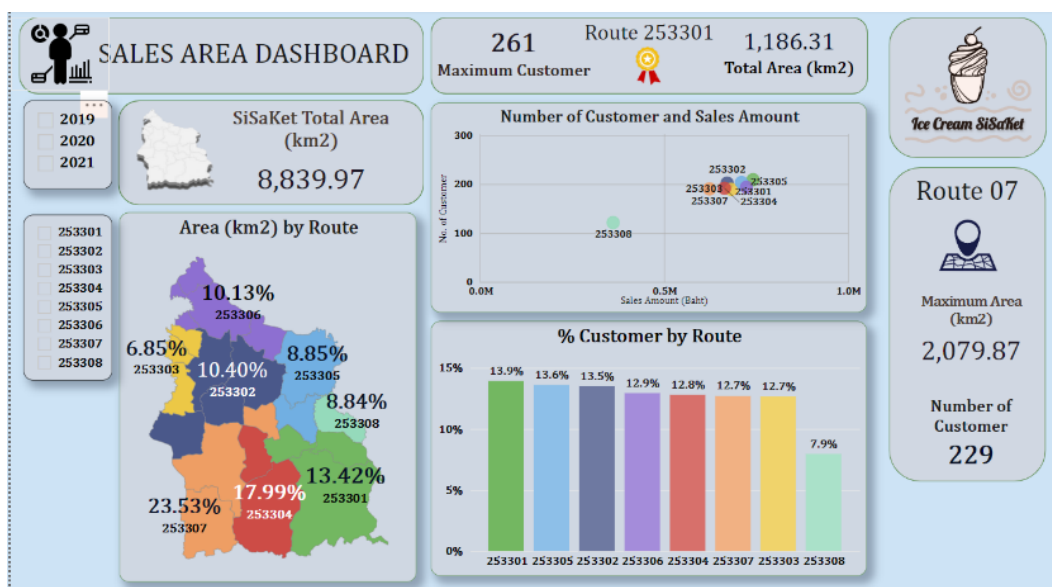 SALES AREA DASHBOARD
261
Maximum Customer
Route 253301
1,186.31
Total Area (km2)
Ice Cream SiSaKet
2019
2020
2021
SiSaKet Total Area
(km2)
8,839.97
253301
253302
253303
253304
253305
253306
253307
253308
Area (km2) by Route
10.13%
253306
6.85%
253303
10.40%
253302
8.85%
253305
8.84%
253308
13.42%
253301
17.99%
253304
23.53%
253307
Number of Customer and Sales Amount
No. of Customer
300
200
100
0
253302
253303
253305
253301
253307
253304
253308
0.0M
0.5M
1.0M
Sales Amount (Baht)
% Customer by Route
15%
10%
5%
0%
13.9%
13.6%
13.5%
12.9%
12.8%
12.7%
12.7%
7.9%
253301 253305 253302 253306 253304 253307 253303 253308
Route 07
Maximum Area
(km2)
2,079.87
Number of
Customer
229